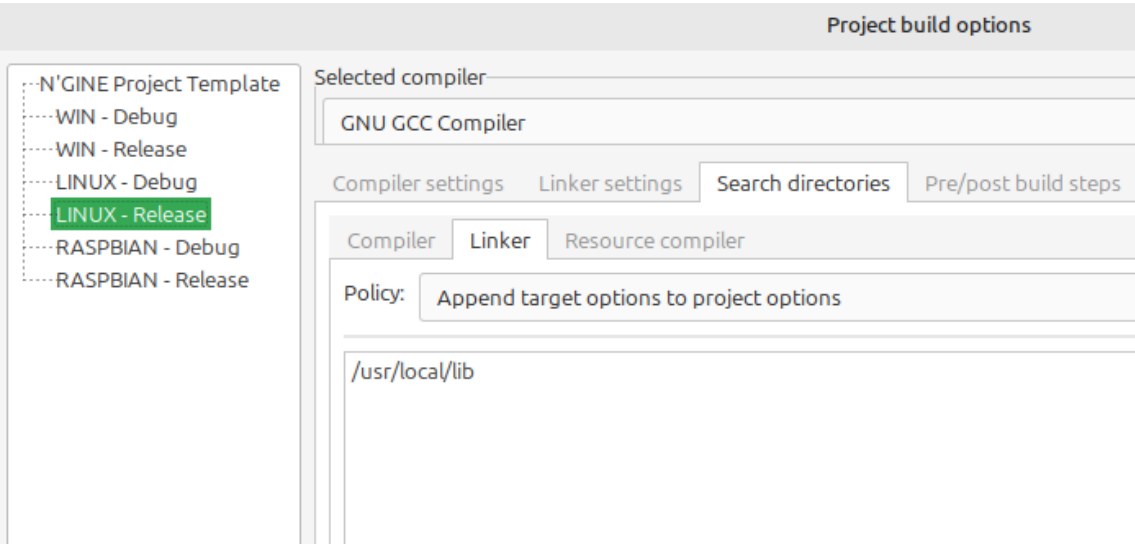 Project build options
N'GINE Project Template
WIN - Debug
WIN - Release
LINUX - Debug
LINUX - Release
RASPBIAN - Debug
RASPBIAN - Release
Selected compiler
GNU GCC Compiler
Compiler settings Linker settings Search directories Pre/post build steps
Compiler Linker Resource compiler
Policy: Append target options to project options
/usr/local/lib